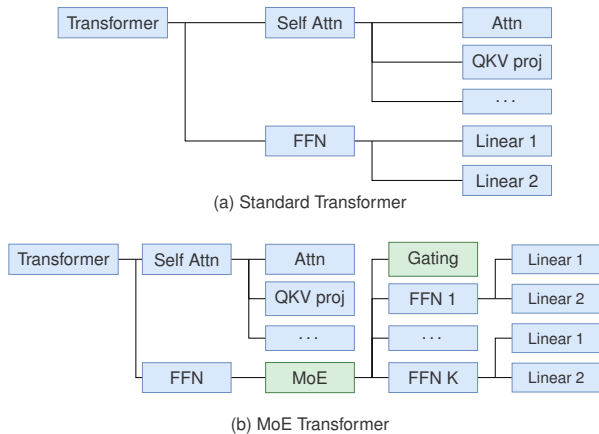 Transformer
Self Attn
Attn
QKV proj
···
FFN
Linear 1
Linear 2
(a) Standard Transformer
Transformer
Self Attn
Attn
QKV proj
···
Gating
FFN 1
Linear 1
Linear 2
···
FFN
MoE
FFN K
Linear 1
Linear 2
(b) MoE Transformer